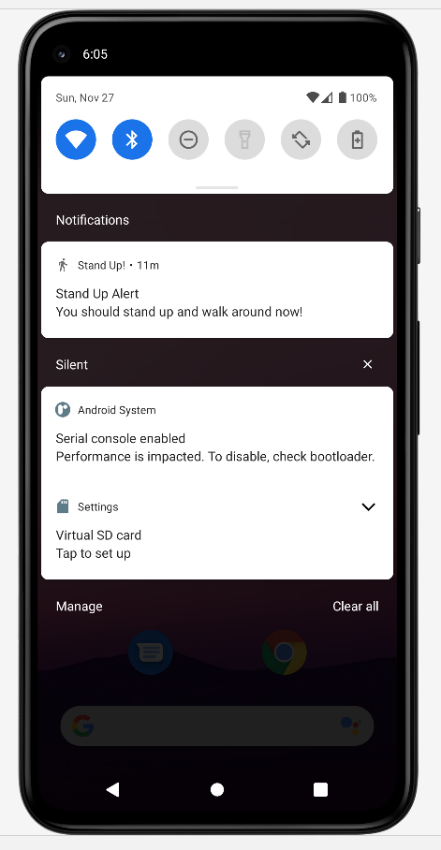 6:05
Sun, Nov 27
100%
Notifications
Stand Up! • 11m
Stand Up Alert
You should stand up and walk around now!
Silent
Android System
Serial console enabled
Performance is impacted. To disable, check bootloader.
Settings
Virtual SD card
Tap to set up
Manage
Clear all